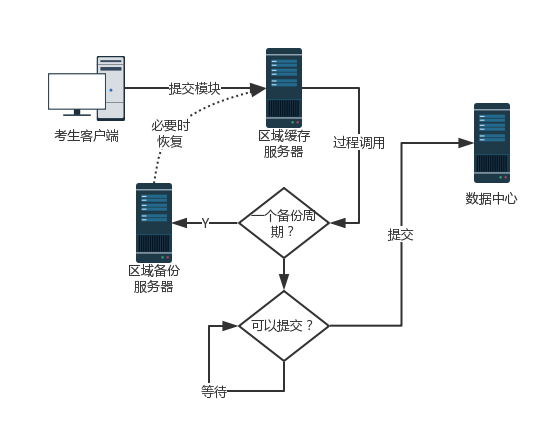 提交模块
考生客户端
必要时
恢复
区域缓存
服务器
过程调用
数据中心
一个备份周
期？
Y
提交
区域备份
服务器
可以提交？
等待